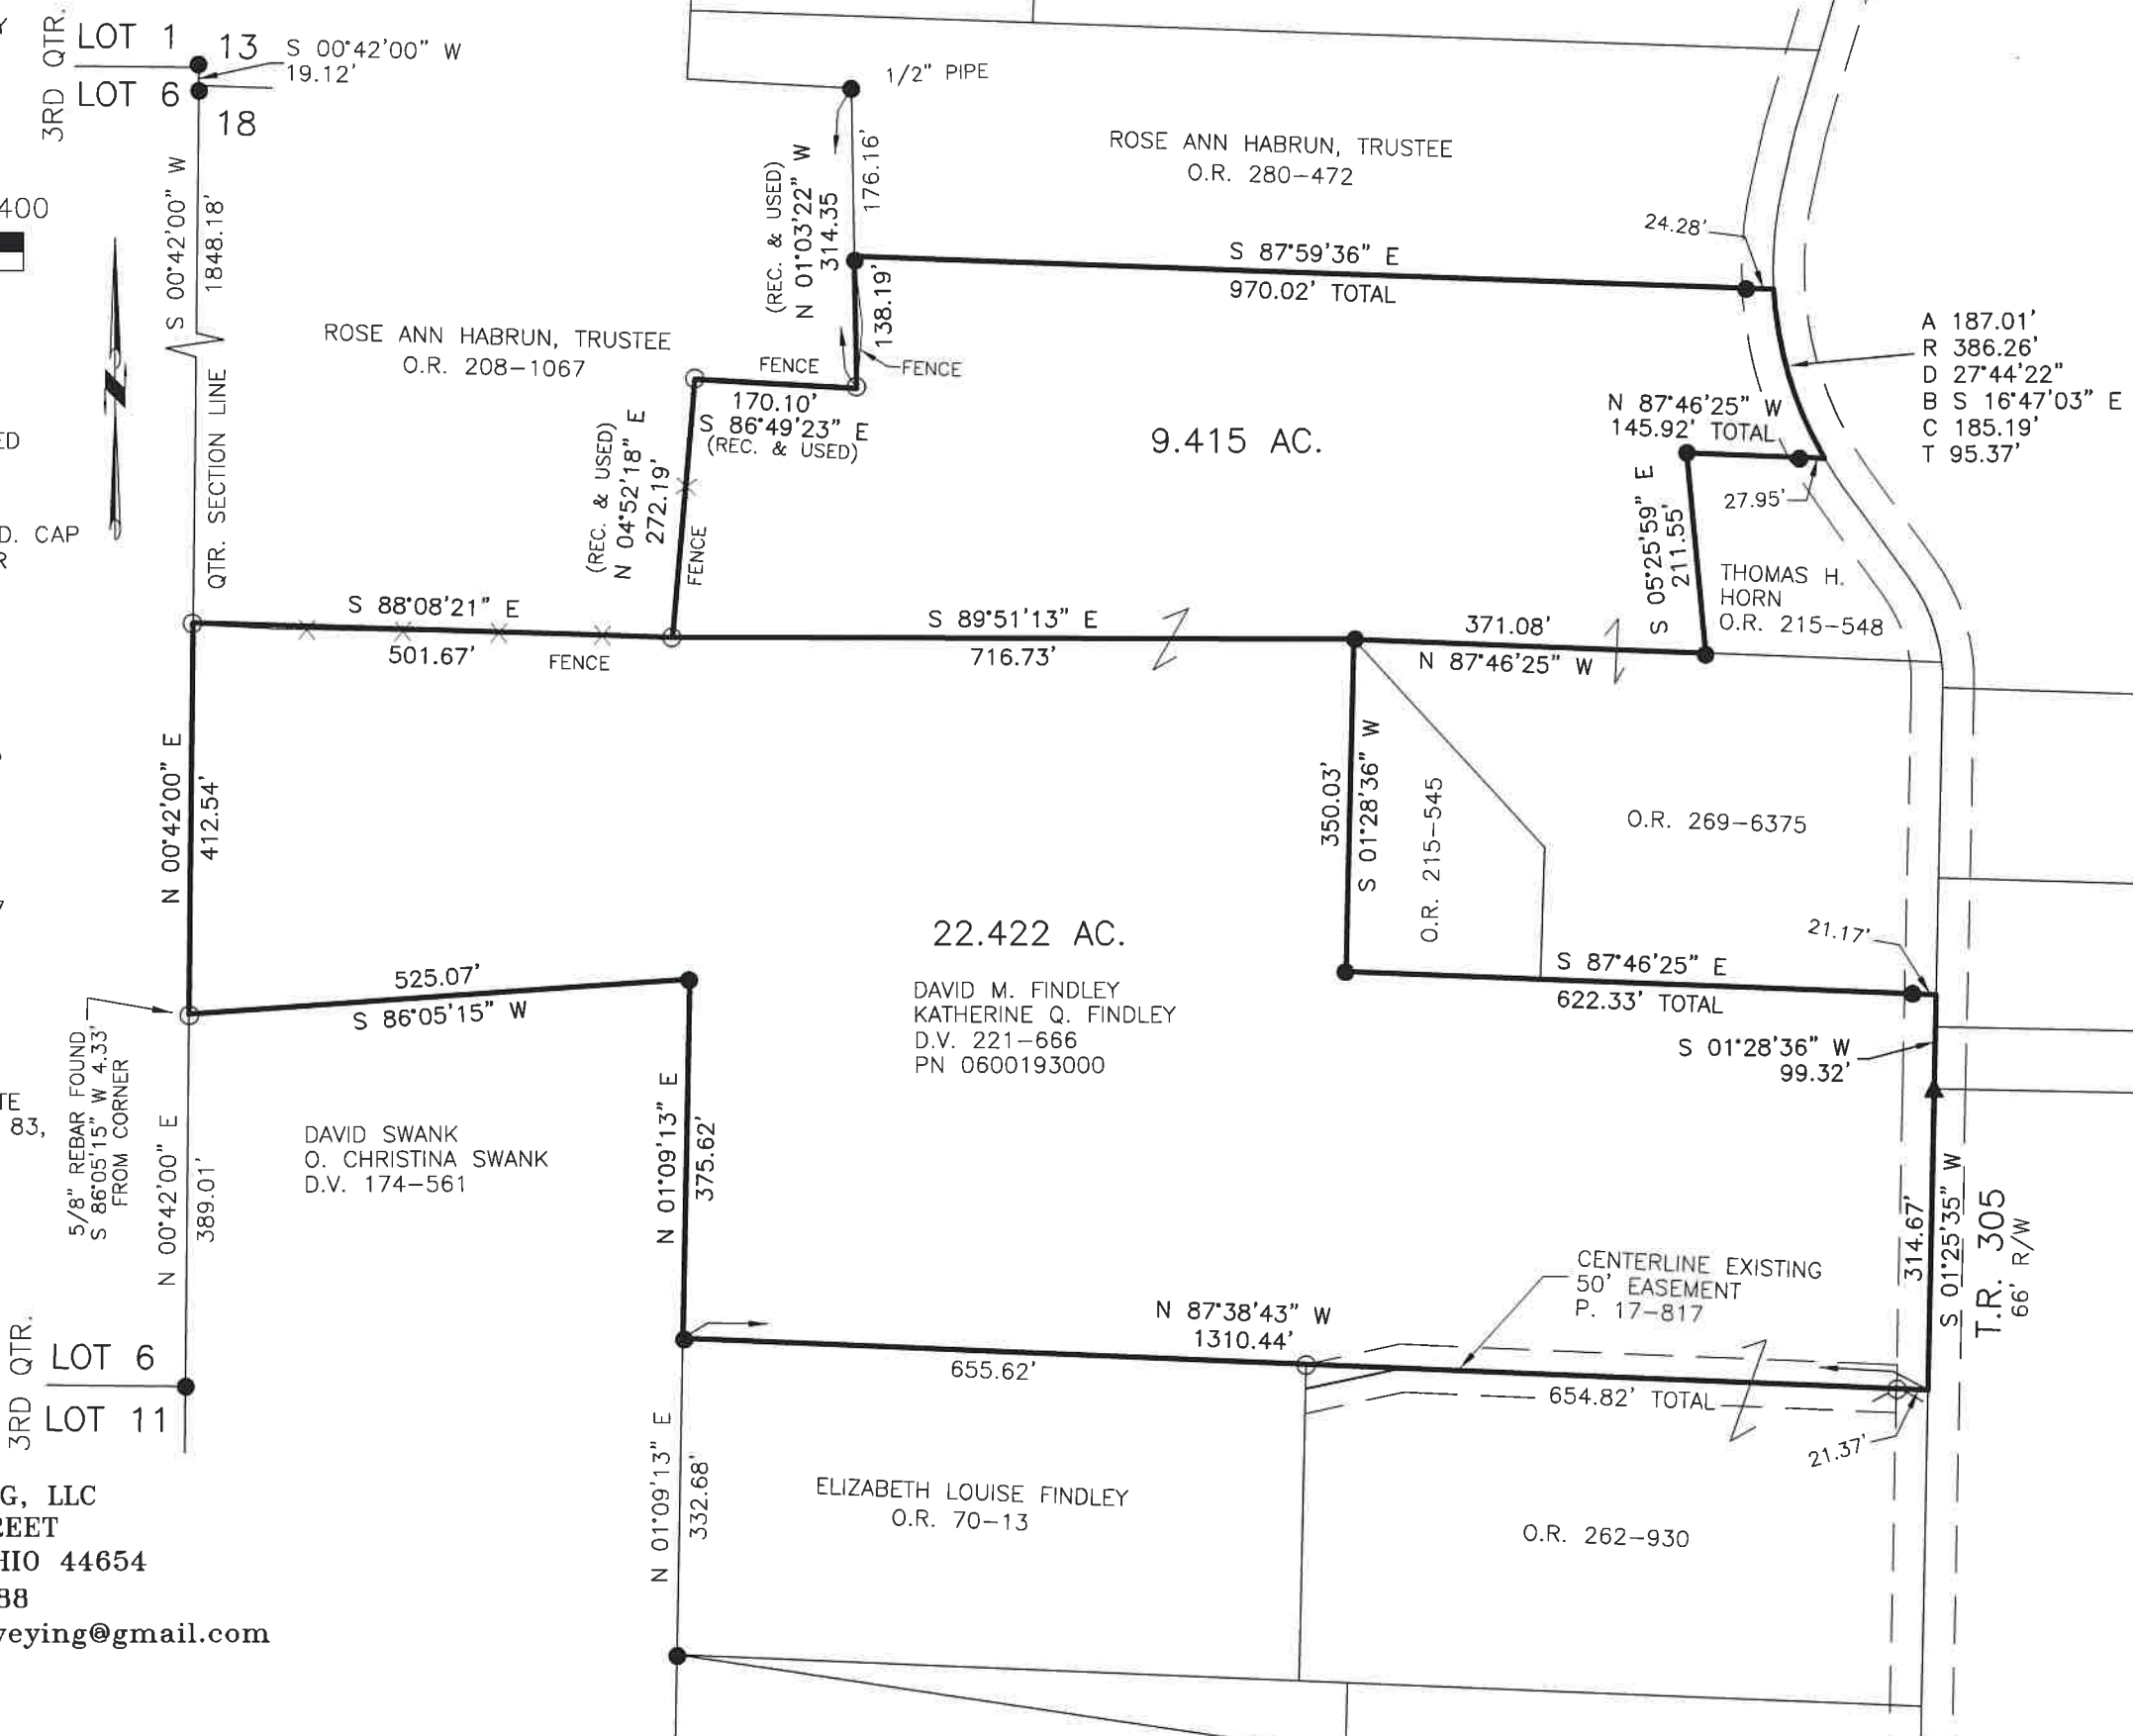 Y
3RD QTR.
LOT 1
13
S 00°42'00" W
19.12'
LOT 6
3RD QTR.
18
1/2" PIPE
ROSE ANN HABRUN, TRUSTEE
O.R. 280-472
S 00°42'00" W
1848.18'
400
(REC. & USED)
N 01°03'22" W
314.35
176.16'
24.28'
S 87°59'36" E
970.02' TOTAL
138.19'
A 187.01'
R 386.26'
D 27°44'22"
B S 16°47'03" E
C 185.19'
T 95.37'
ROSE ANN HABRUN, TRUSTEE
O.R. 208-1067
FENCE
FENCE
170.10'
S 86°49'23" E
(REC. & USED)
9.415 AC.
N 87°46'25" W
145.92' TOTAL
27.95'
ED
QTR. SECTION LINE
(REC. & USED)
N 04°52'18" E
272.19'
FENCE
S 05°25'59" E
211.55'
D. CAP
R
THOMAS H.
HORN
O.R. 215-548
S 88°08'21" E
501.67'
FENCE
S 89°51'13" E
716.73'
371.08'
N 87°46'25" W
N 00°42'00" E
412.54'
350.03'
S 01°28'36" W
O.R. 215-545
O.R. 269-6375
22.422 AC.
21.17'
525.07'
S 86°05'15" W
DAVID M. FINDLEY
KATHERINE Q. FINDLEY
D.V. 221-666
PN 0600193000
S 87°46'25" E
622.33' TOTAL
S 01°28'36" W
99.32'
5/8" REBAR FOUND
S 86°05'15" W 4.33'
FROM CORNER
TE
83,
N 00°42'00" E
389.01'
DAVID SWANK
O. CHRISTINA SWANK
D.V. 174-561
N 01°09'13" E
375.62'
314.67'
S 01°25'35" W
T.R. 305
66' R/W
CENTERLINE EXISTING
50' EASEMENT
P. 17-817
N 87°38'43" W
1310.44'
655.62'
654.82' TOTAL
21.37'
3RD QTR.
LOT 6
3RD QTR.
LOT 11
N 01°09'13" E
332.68'
ELIZABETH LOUISE FINDLEY
O.R. 70-13
O.R. 262-930
G, LLC
REET
HIO 44654
88
veying@gmail.com